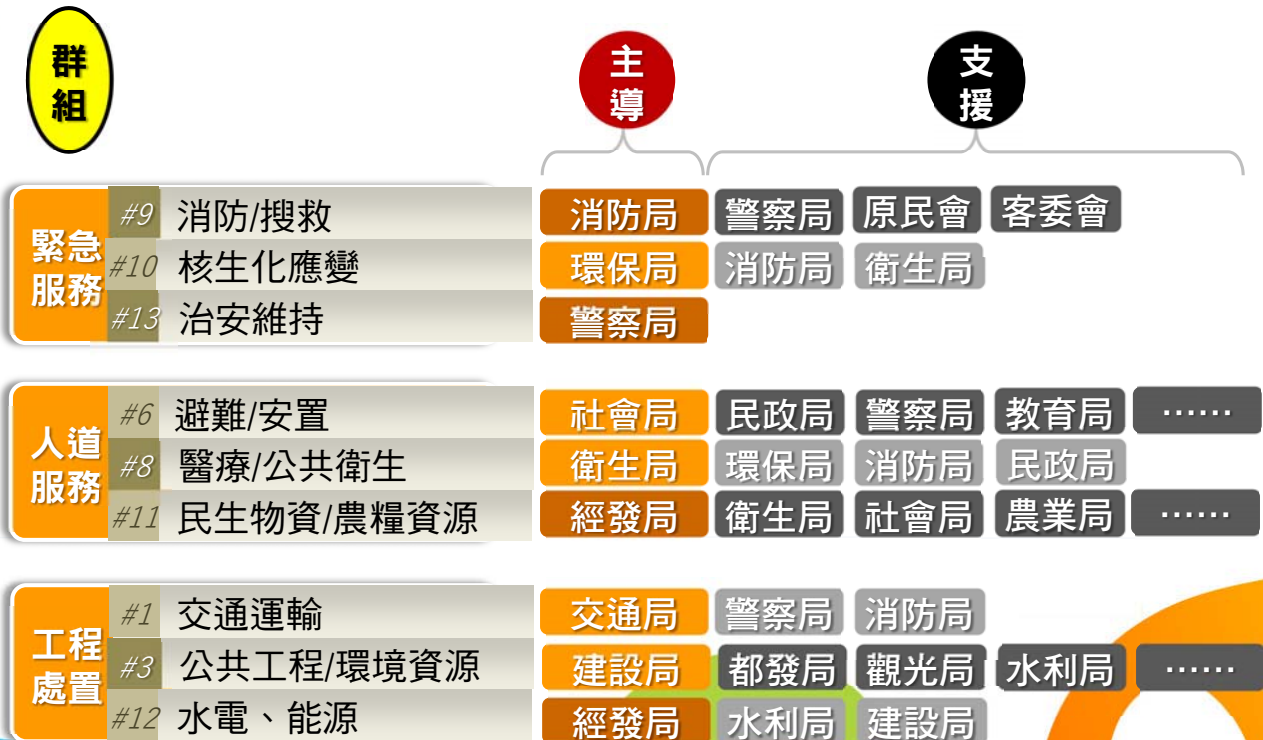 群組
主導
支援
緊急服務
#9 消防/搜救 消防局 警察局 原民會 客委會
#10 核生化應變 環保局 消防局 衛生局
#13 治安維持 警察局
人道服務
#6 避難/安置 社會局 民政局 警察局 教育局 ……
#8 醫療/公共衛生 衛生局 環保局 消防局 民政局
#11 民生物資/農糧資源 經發局 衛生局 社會局 農業局 ……
工程處置
#1 交通運輸 交通局 警察局 消防局
#3 公共工程/環境資源 建設局 都發局 觀光局 水利局 ……
#12 水電、能源 經發局 水利局 建設局